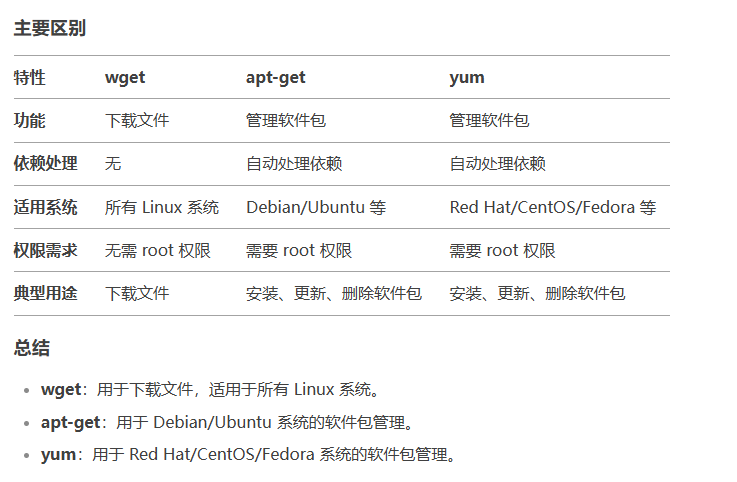 主要区别
特性 wget apt-get yum
功能 下载文件 管理软件包 管理软件包
依赖处理 无 自动处理依赖 自动处理依赖
适用系统 所有 Linux 系统 Debian/Ubuntu 等 Red Hat/CentOS/Fedora 等
权限需求 无需 root 权限 需要 root 权限 需要 root 权限
典型用途 下载文件 安装、更新、删除软件包 安装、更新、删除软件包
总结
• wget：用于下载文件，适用于所有 Linux 系统。
• apt-get：用于 Debian/Ubuntu 系统的软件包管理。
• yum：用于 Red Hat/CentOS/Fedora 系统的软件包管理。